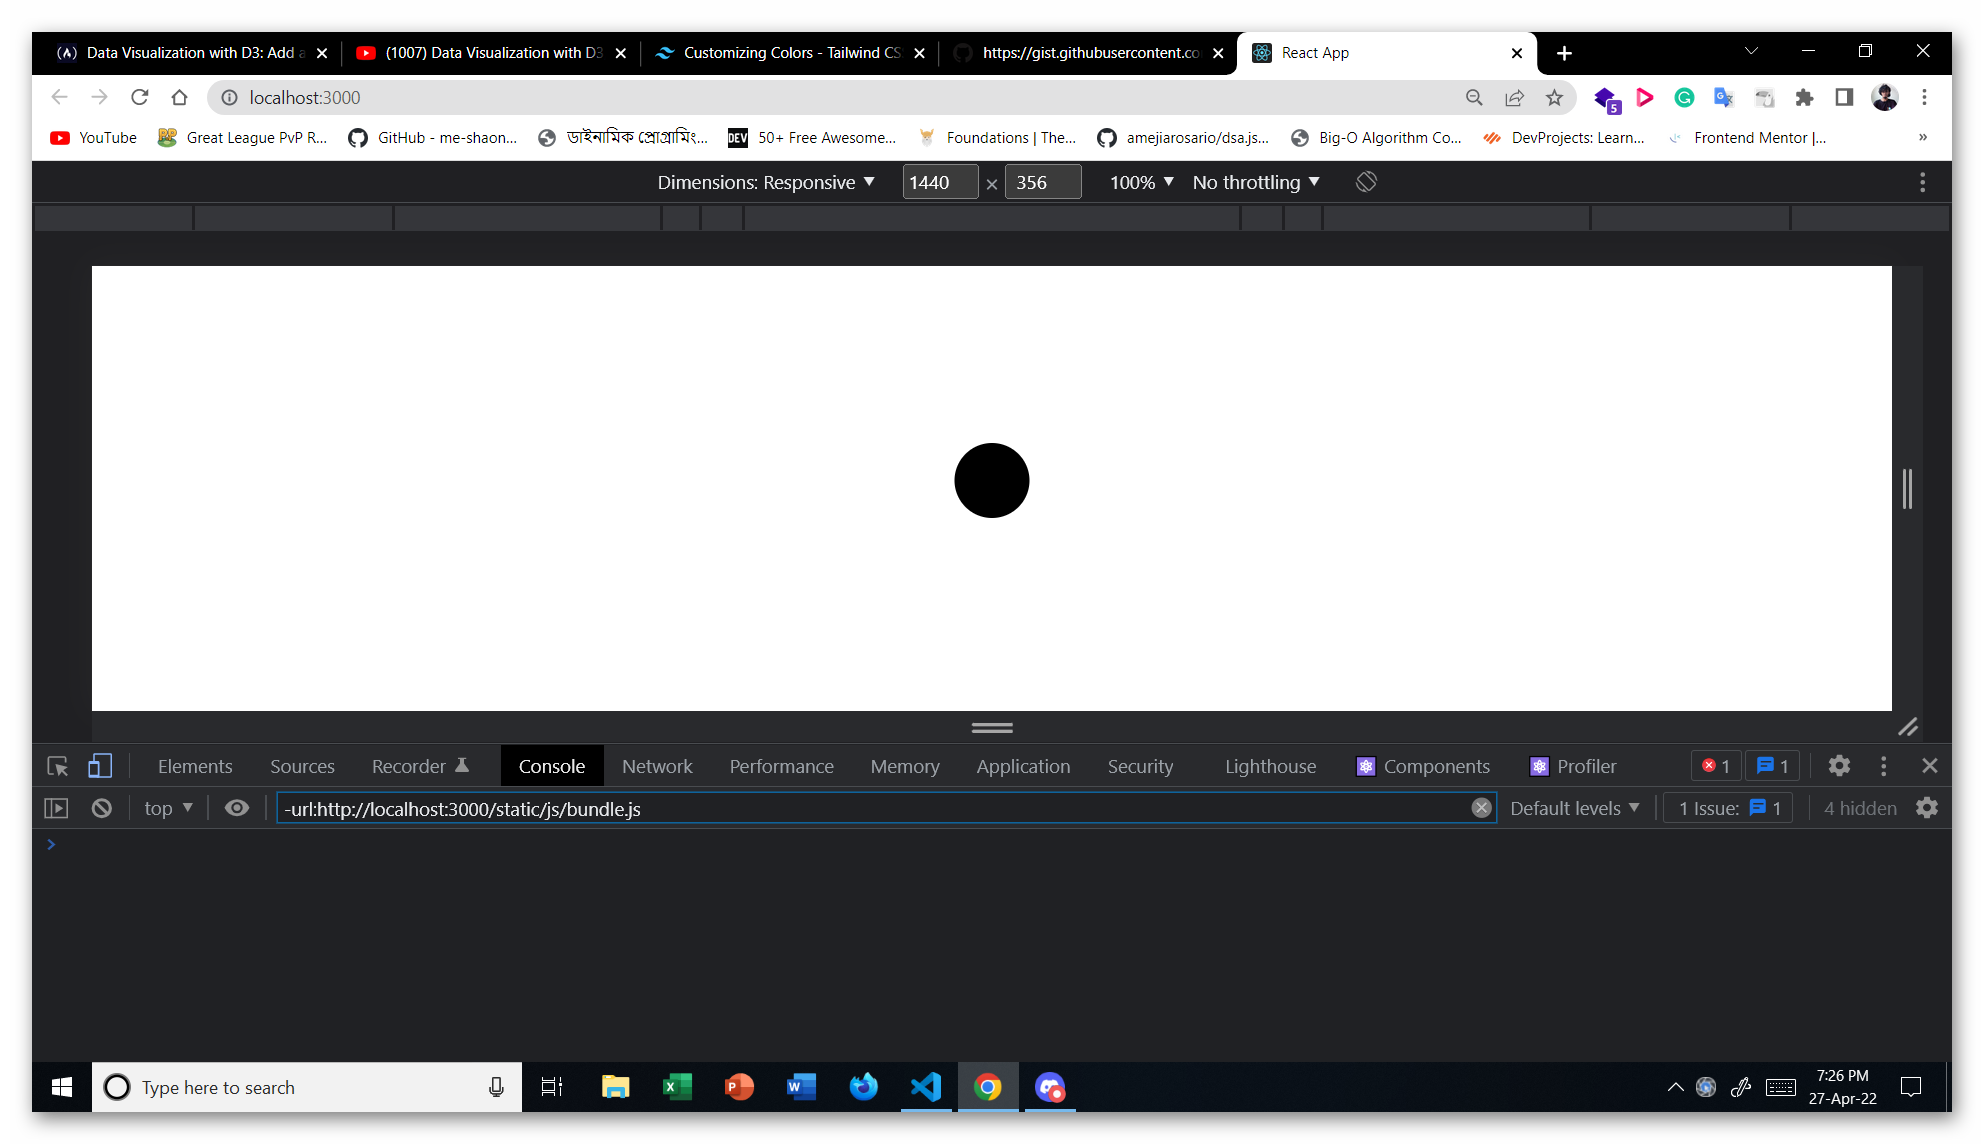 Data Visualization with D3: Add a
(1007) Data Visualization with D3
Customizing Colors - Tailwind CS
https://gist.githubusercontent.co
React App
localhost:3000
5
YouTube
Great League PvP R...
GitHub - me-shaon...
ডাইনামিক প্রোগ্রামিং...
DEV
50+ Free Awesome...
Foundations | The...
amejiarosario/dsa.js...
Big-O Algorithm Co...
DevProjects: Learn...
Frontend Mentor |...
»
Dimensions: Responsive
1440 × 356
100%
No throttling
Elements
Sources
Recorder
Console
Network
Performance
Memory
Application
Security
Lighthouse
Components
Profiler
1
1
top
-url:http://localhost:3000/static/js/bundle.js
Default levels
1 Issue: 1
4 hidden
Type here to search
7:26 PM
27-Apr-22